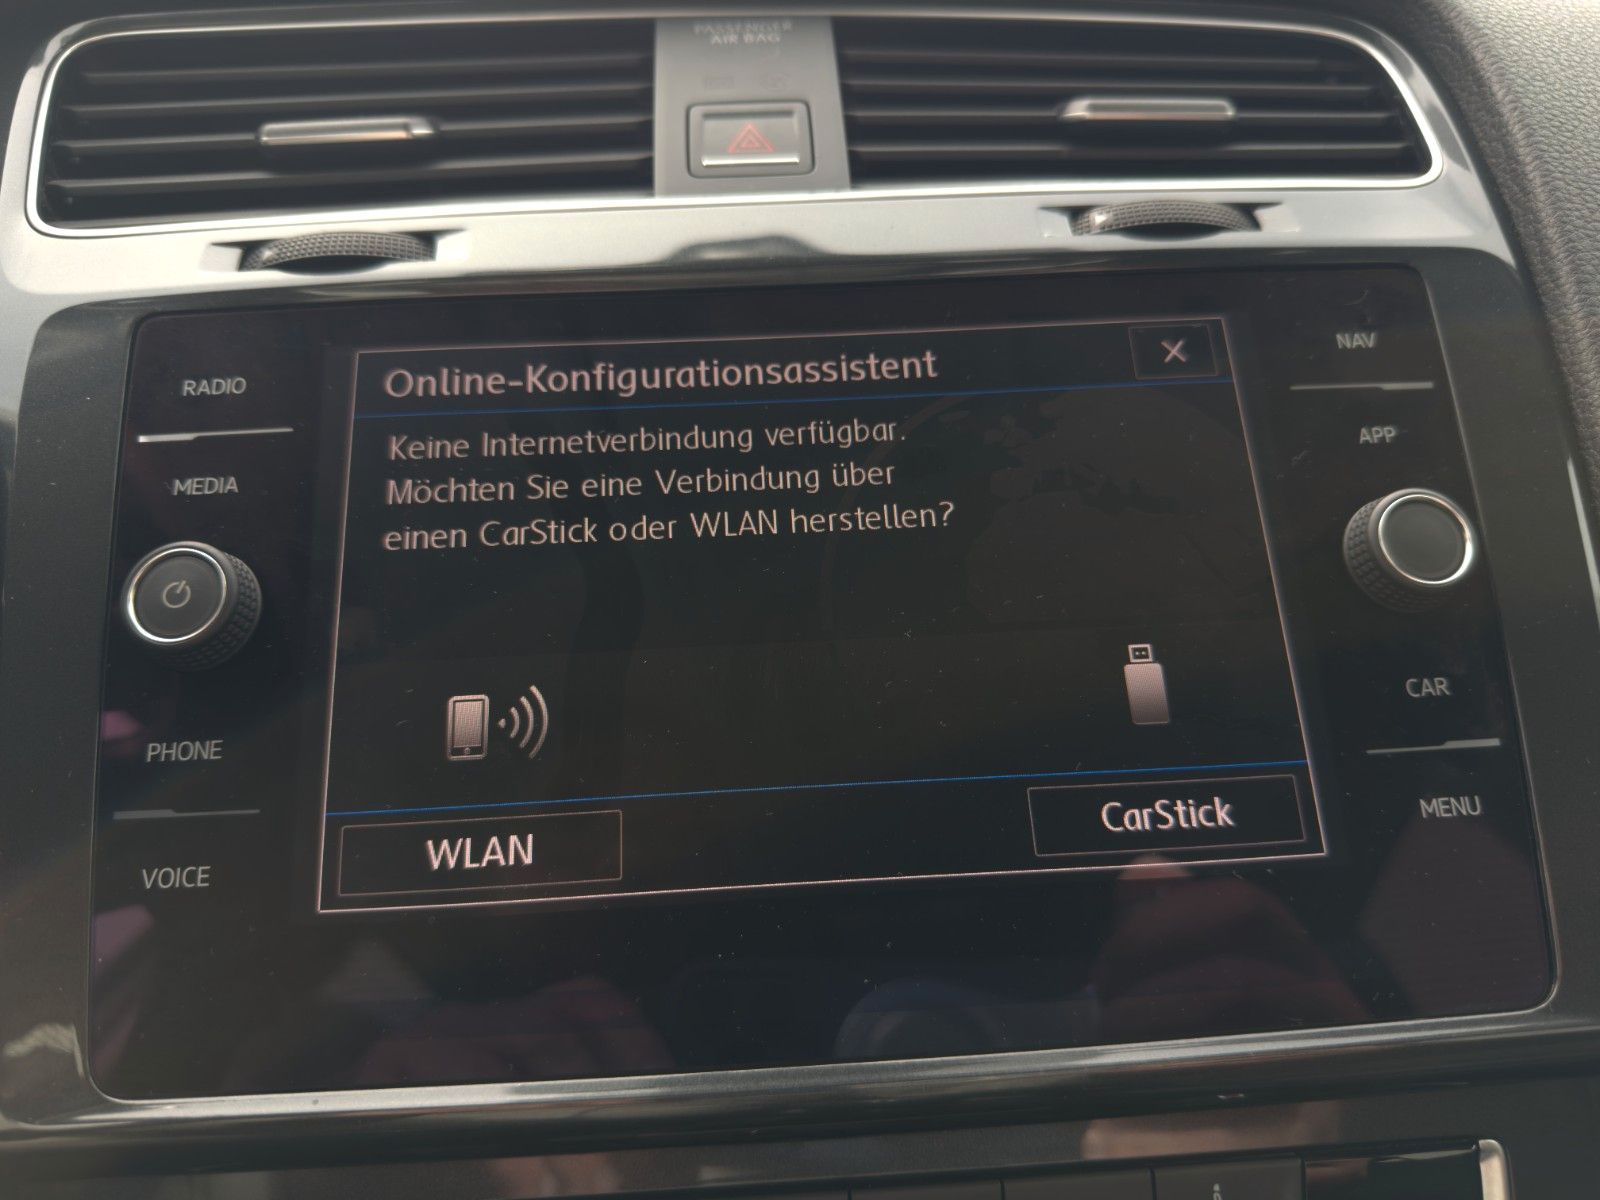 PASSENGER
AIR BAG
Online-Konfigurationsassistent
Keine Internetverbindung verfügbar.
Möchten Sie eine Verbindung über
einen CarStick oder WLAN herstellen?
WLAN
CarStick
RADIO
MEDIA
PHONE
VOICE
NAV
APP
CAR
MENU